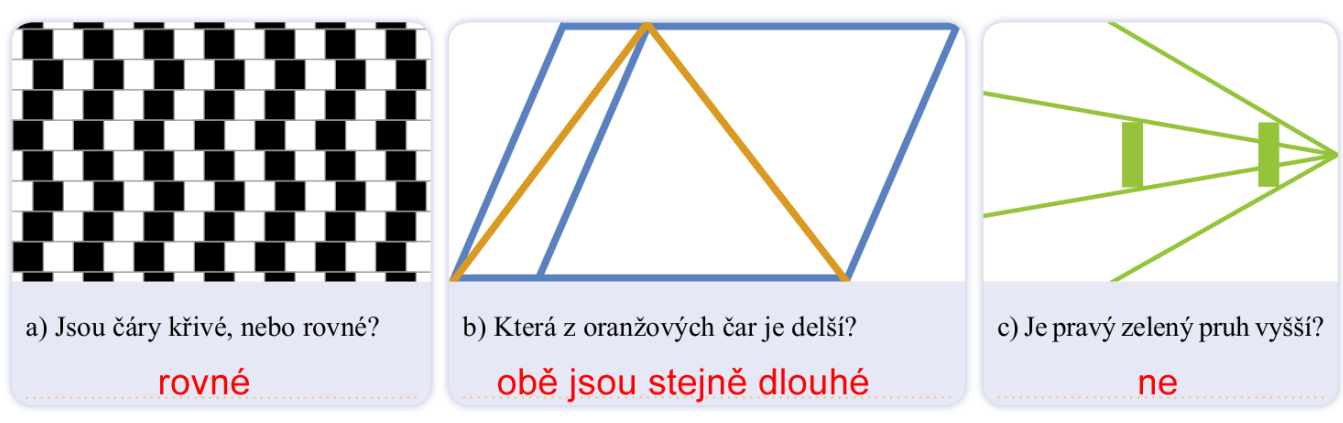 a) Jsou čáry křivé, nebo rovné?
rovné
b) Která z oranžových čar je delší?
obě jsou stejně dlouhé
c) Je pravý zelený pruh vyšší?
ne